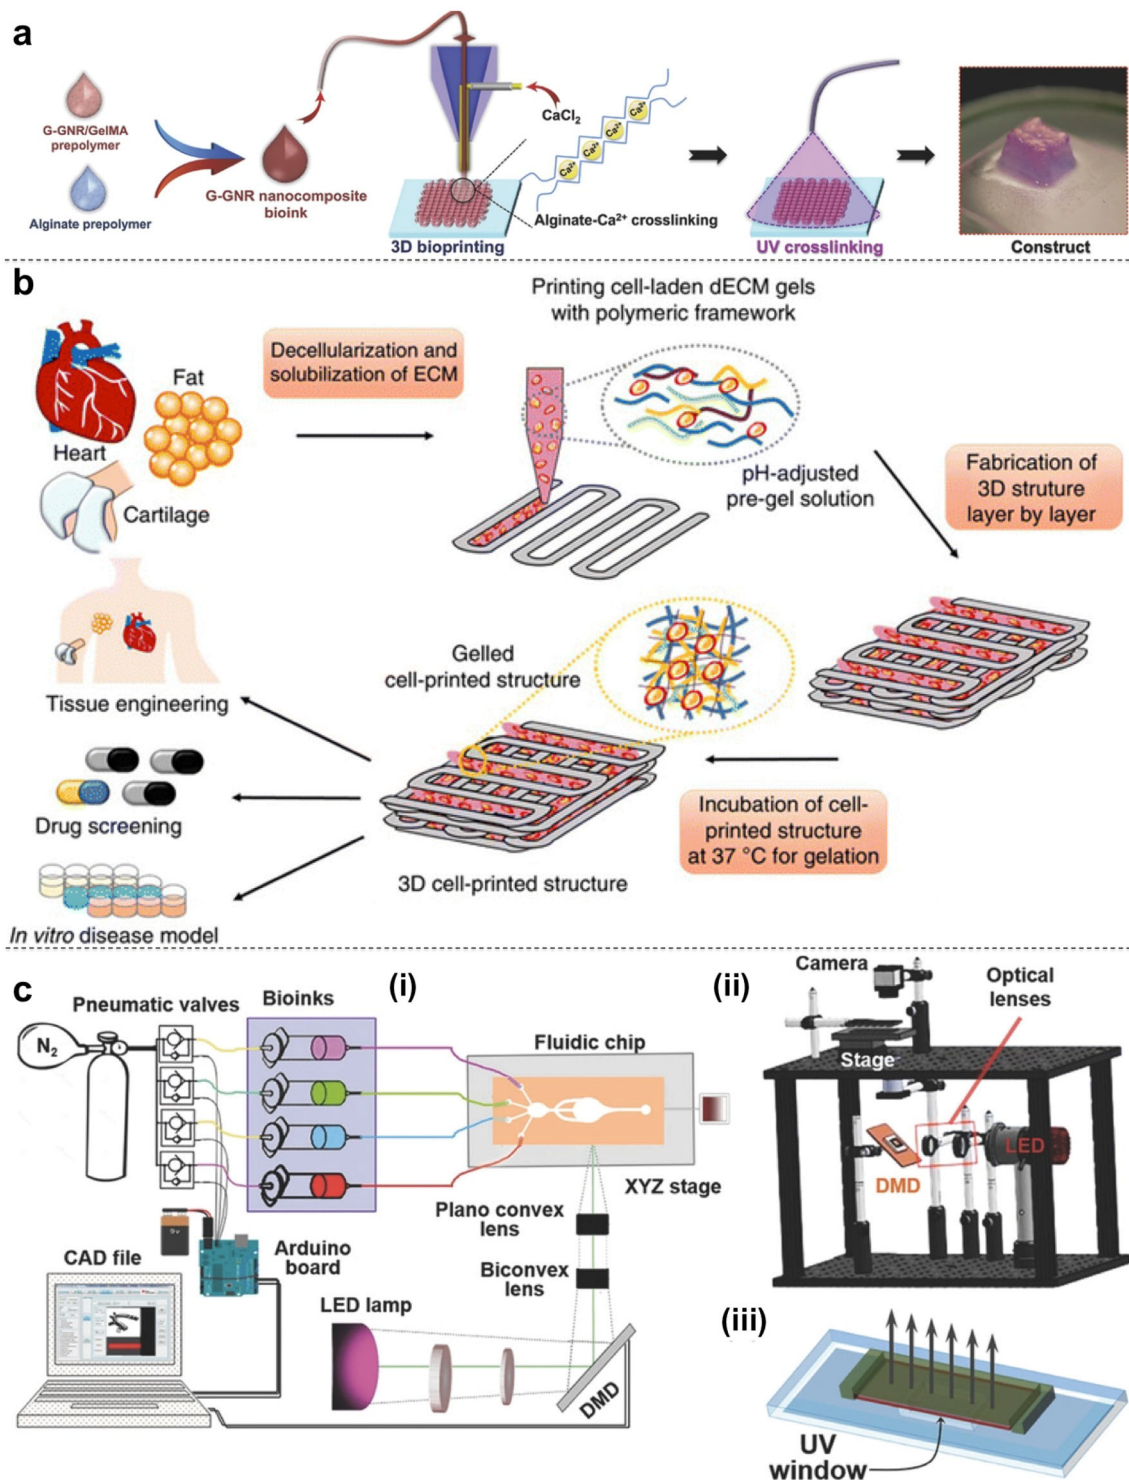 a
G-GNR/GelMA
prepolymer
Alginate prepolymer
G-GNR nanocomposite
bioink
CaCl₂
Ca²⁺
Ca²⁺
Ca²⁺
Ca²⁺
Alginate-Ca²⁺ crosslinking
3D bioprinting
UV crosslinking
Construct
b
Heart
Fat
Cartilage
Decellularization and
solubilization of ECM
Printing cell-laden dECM gels
with polymeric framework
pH-adjusted
pre-gel solution
Fabrication of
3D struture
layer by layer
Gelled
cell-printed structure
Incubation of cell-
printed structure
at 37 °C for gelation
3D cell-printed structure
Tissue engineering
Drug screening
In vitro disease model
c
(i)
Pneumatic valves
Bioinks
N₂
Fluidic chip
XYZ stage
Plano convex
lens
Biconvex
lens
Arduino
board
CAD file
LED lamp
DMD
(ii)
Camera
Optical
lenses
Stage
LED
DMD
(iii)
UV
window